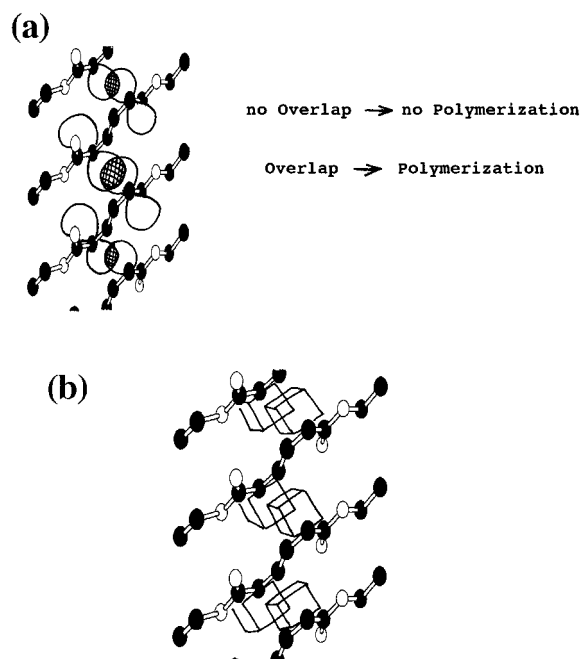 (a)
no Overlap → no Polymerization
Overlap → Polymerization
(b)